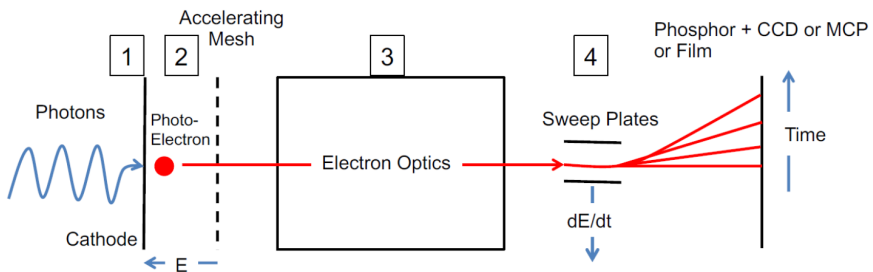 Accelerating
Mesh
Phosphor + CCD or MCP
or Film
1
2
3
4
Photons
Photo-
Electron
Sweep Plates
Time
Electron Optics
dE/dt
Cathode
E